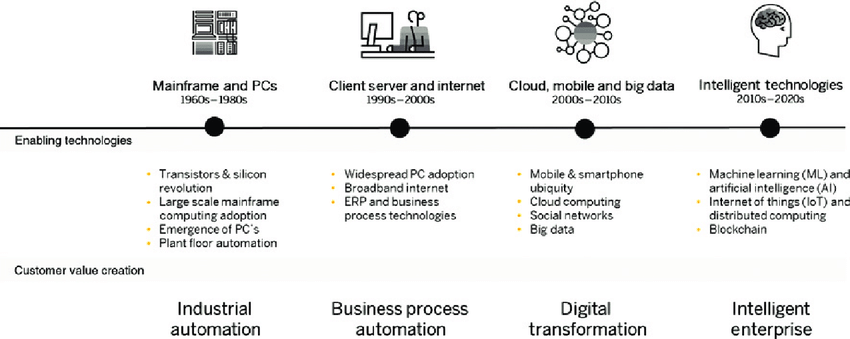 Mainframe and PCs
1960s–1980s
Client server and internet
1990s–2000s
Cloud, mobile and big data
2000s–2010s
Intelligent technologies
2010s–2020s
Enabling technologies
• Transistors & silicon
revolution
• Large scale mainframe
computing adoption
• Emergence of PC's
• Plant floor automation
• Widespread PC adoption
• Broadband internet
• ERP and business
process technologies
• Mobile & smartphone
ubiquity
• Cloud computing
• Social networks
• Big data
• Machine learning (ML) and
artificial intelligence (AI)
• Internet of things (IoT) and
distributed computing
• Blockchain
Customer value creation
Industrial
automation
Business process
automation
Digital
transformation
Intelligent
enterprise